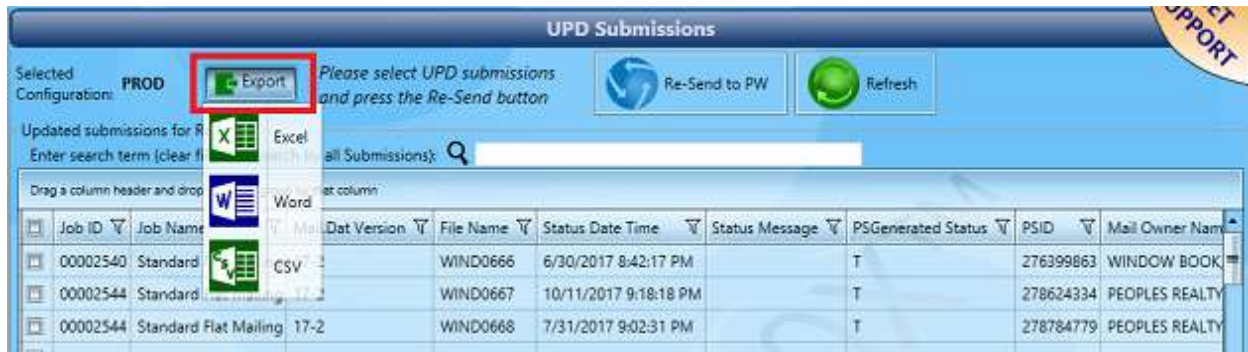 UPD Submissions
SUPPORT
Selected
Configuration: PROD
Export
Please select UPD submissions
and press the Re-Send button
Re-Send to PW
Refresh
Updated submissions for R
Enter search term (clear fi all Submissions):
Excel
Word
CSV
Drag a column header and drop at column
Job ID Job Name Dat Version File Name Status Date Time Status Message PSGenerated Status PSID Mail Owner Nam
00002540 Standard WIND0666 6/30/2017 8:42:17 PM T 276399863 WINDOW BOOK
00002544 Standard WIND0667 10/11/2017 9:18:18 PM T 278624334 PEOPLES REALTY
00002544 Standard Flat Mailing 17-2 WIND0668 7/31/2017 9:02:31 PM T 278784779 PEOPLES REALTY